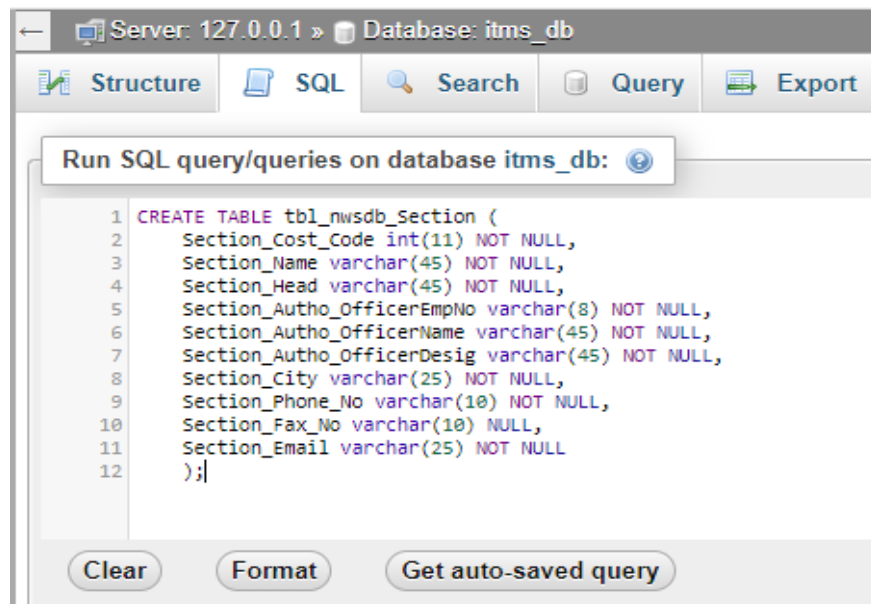 ← Server: 127.0.0.1 » Database: itms_db
Structure SQL Search Query Export
Run SQL query/queries on database itms_db:
1 CREATE TABLE tbl_nwsdb_Section (
2 Section_Cost_Code int(11) NOT NULL,
3 Section_Name varchar(45) NOT NULL,
4 Section_Head varchar(45) NOT NULL,
5 Section_Autho_OfficerEmpNo varchar(8) NOT NULL,
6 Section_Autho_OfficerName varchar(45) NOT NULL,
7 Section_Autho_OfficerDesig varchar(45) NOT NULL,
8 Section_City varchar(25) NOT NULL,
9 Section_Phone_No varchar(10) NOT NULL,
10 Section_Fax_No varchar(10) NULL,
11 Section_Email varchar(25) NOT NULL
12 );
Clear Format Get auto-saved query